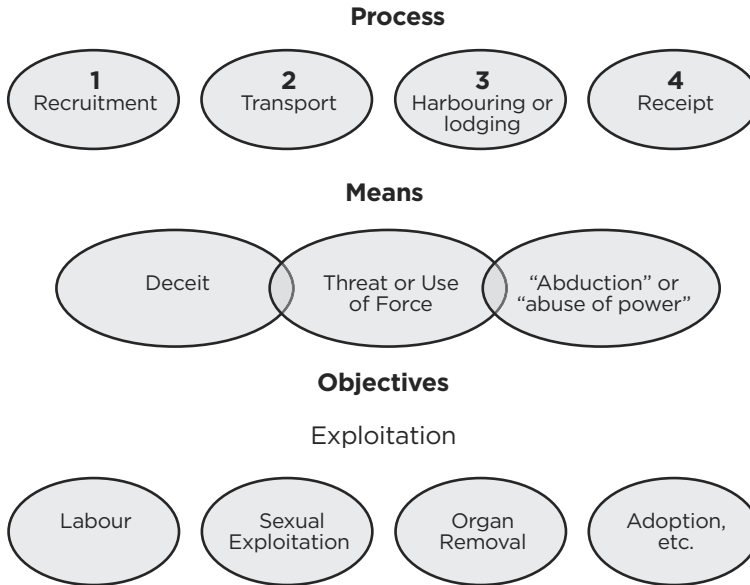 Process
1
Recruitment
2
Transport
3
Harbouring or
lodging
4
Receipt
Means
Deceit
Threat or Use
of Force
“Abduction” or
“abuse of power”
Objectives
Exploitation
Labour
Sexual
Exploitation
Organ
Removal
Adoption,
etc.